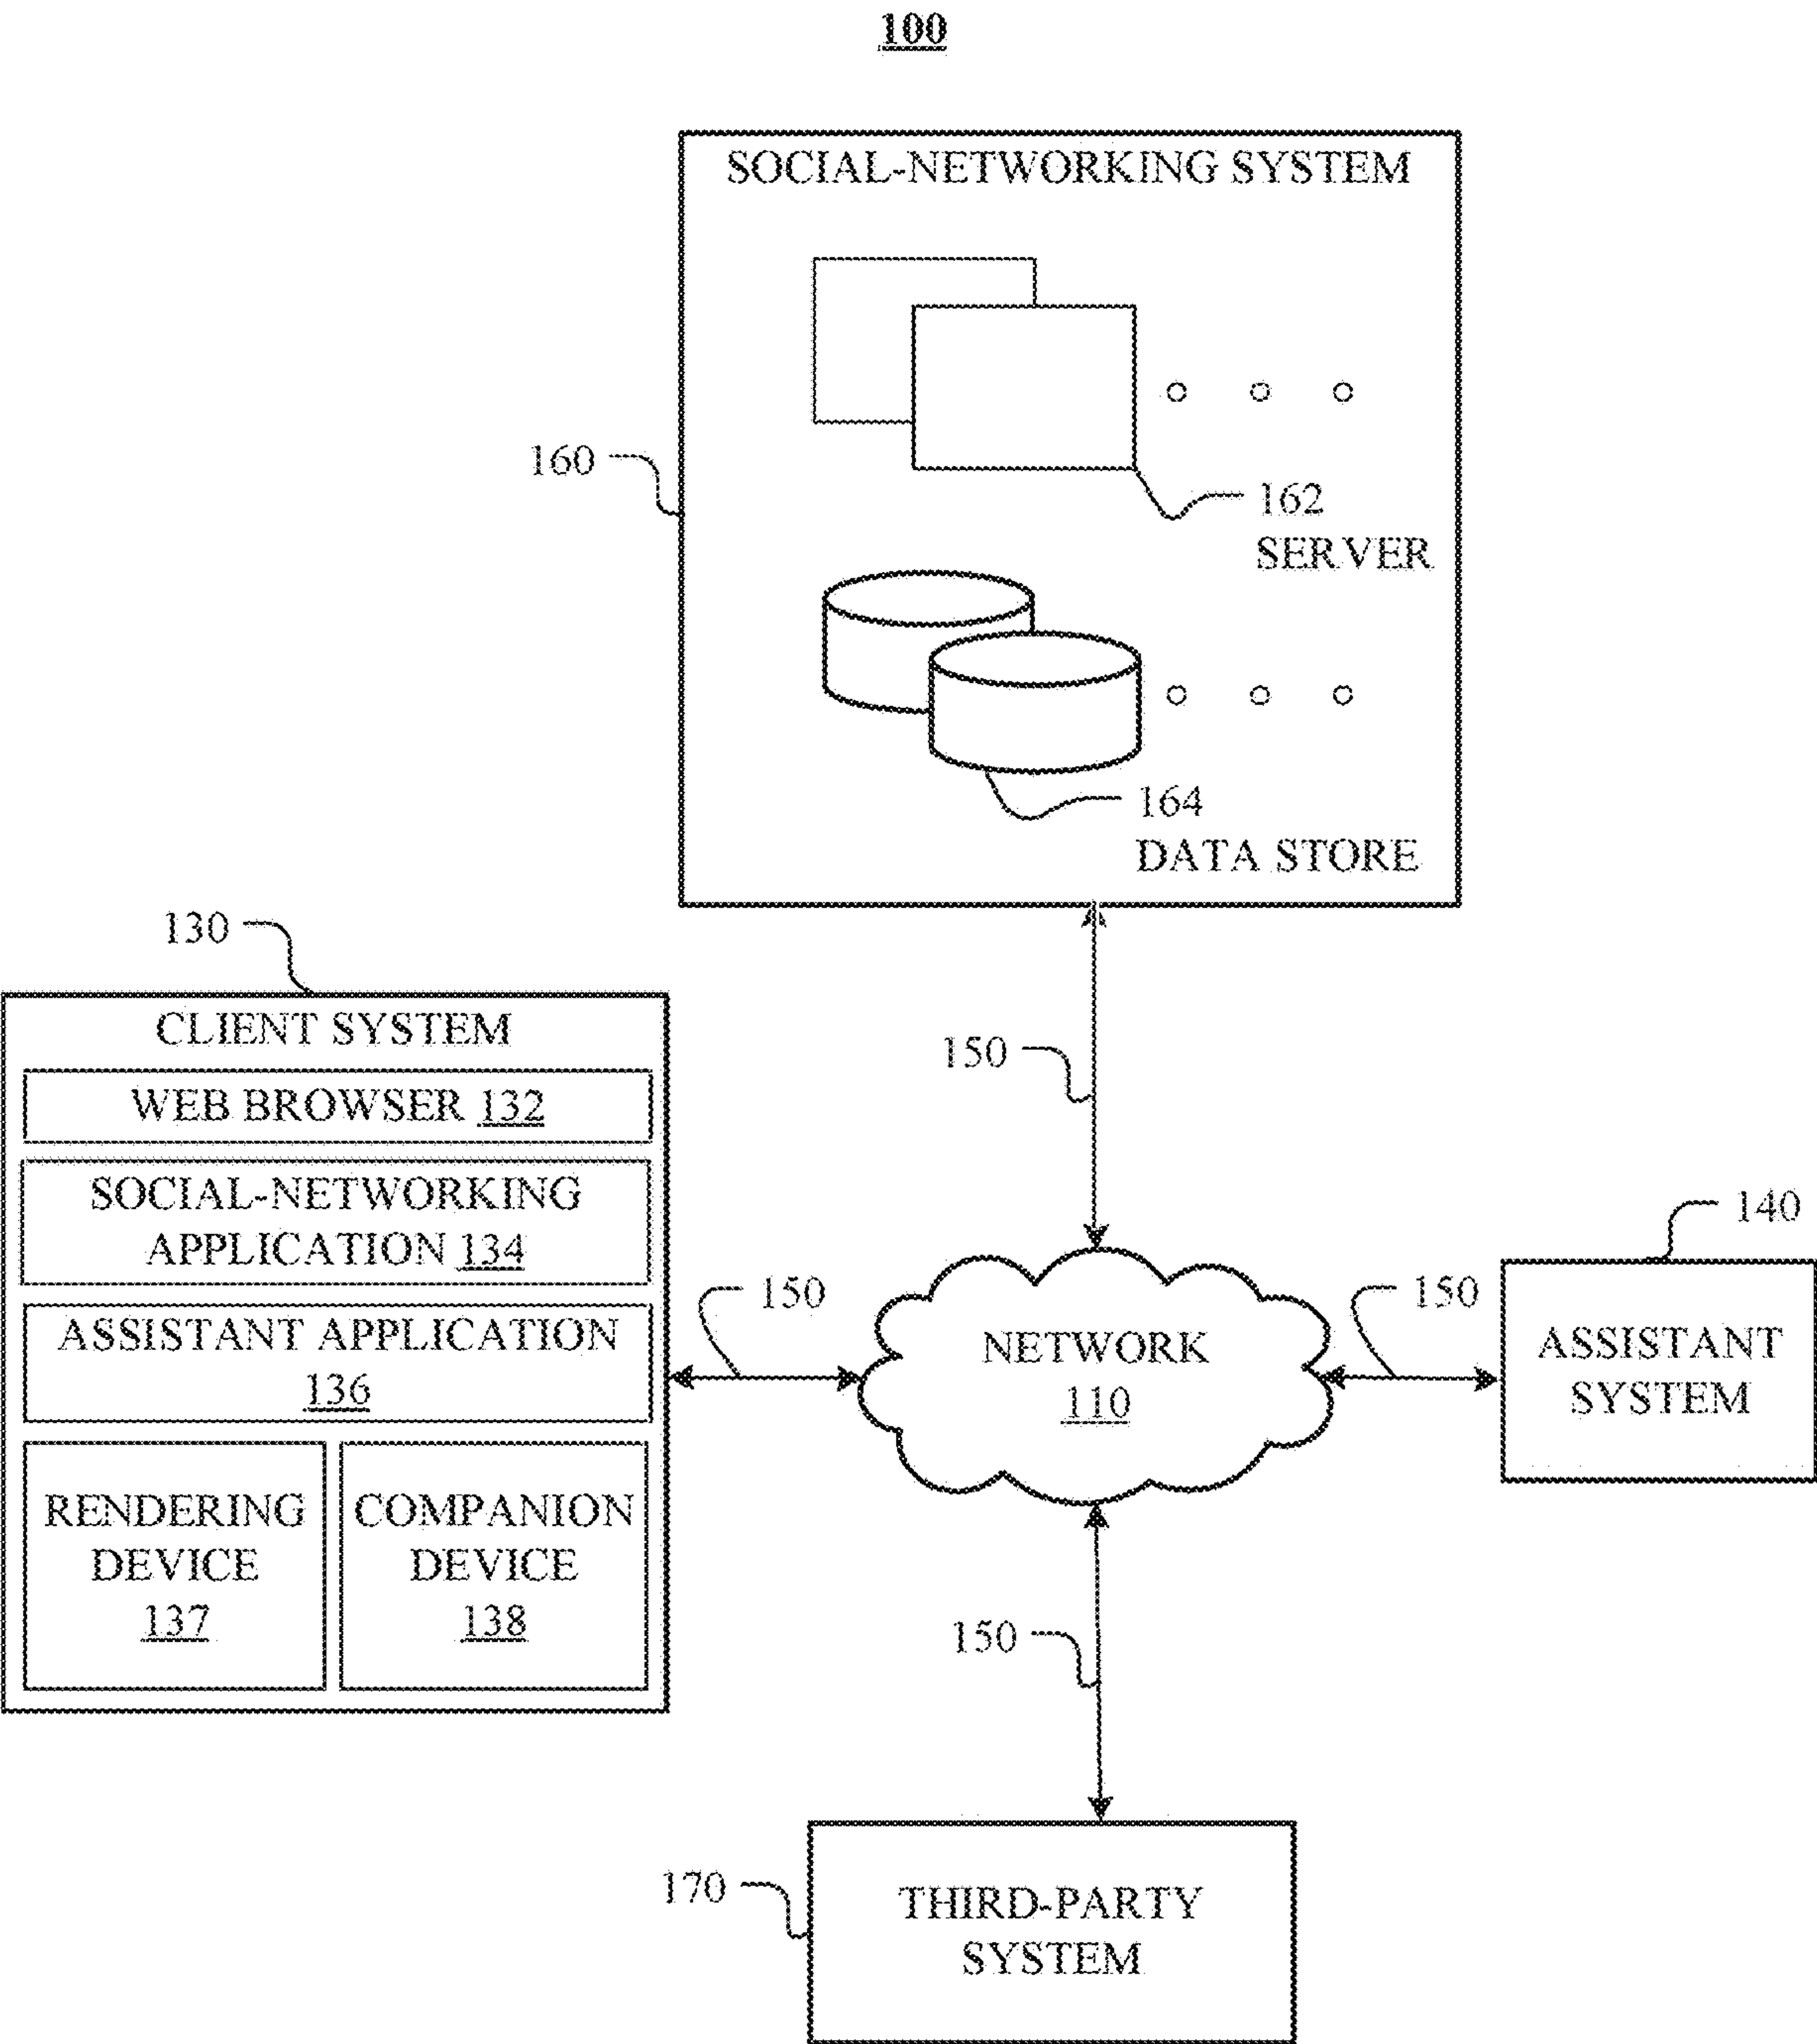 100
SOCIAL-NETWORKING SYSTEM
160
162
SERVER
164
DATA STORE
130
CLIENT SYSTEM
WEB BROWSER 132
SOCIAL-NETWORKING
APPLICATION 134
ASSISTANT APPLICATION
136
RENDERING
DEVICE
137
COMPANION
DEVICE
138
150
150
NETWORK
110
150
140
ASSISTANT
SYSTEM
150
170
THIRD-PARTY
SYSTEM